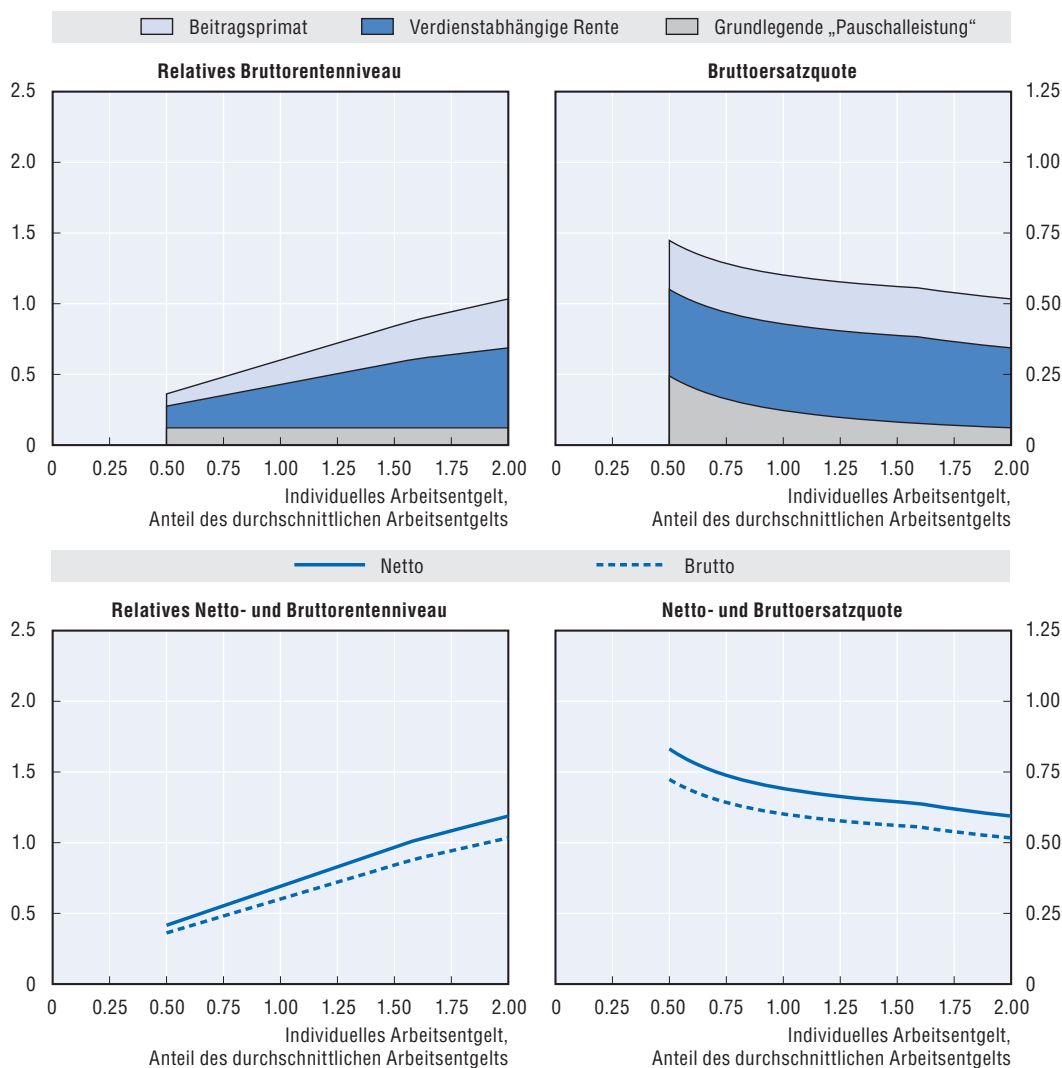 Beitragsprimat Verdienstabhängige Rente Grundlegende „Pauschalleistung“
Relatives Bruttorentenniveau
2.5
2.0
1.5
1.0
0.5
0
0 0.25 0.50 0.75 1.00 1.25 1.50 1.75 2.00
Individuelles Arbeitsentgelt,
Anteil des durchschnittlichen Arbeitsentgelts
Bruttoersatzquote
1.25
1.00
0.75
0.50
0.25
0
0 0.25 0.50 0.75 1.00 1.25 1.50 1.75 2.00
Individuelles Arbeitsentgelt,
Anteil des durchschnittlichen Arbeitsentgelts
Netto Brutto
Relatives Netto- und Bruttorentenniveau
2.5
2.0
1.5
1.0
0.5
0
0 0.25 0.50 0.75 1.00 1.25 1.50 1.75 2.00
Individuelles Arbeitsentgelt,
Anteil des durchschnittlichen Arbeitsentgelts
Netto- und Bruttoersatzquote
1.25
1.00
0.75
0.50
0.25
0
0 0.25 0.50 0.75 1.00 1.25 1.50 1.75 2.00
Individuelles Arbeitsentgelt,
Anteil des durchschnittlichen Arbeitsentgelts